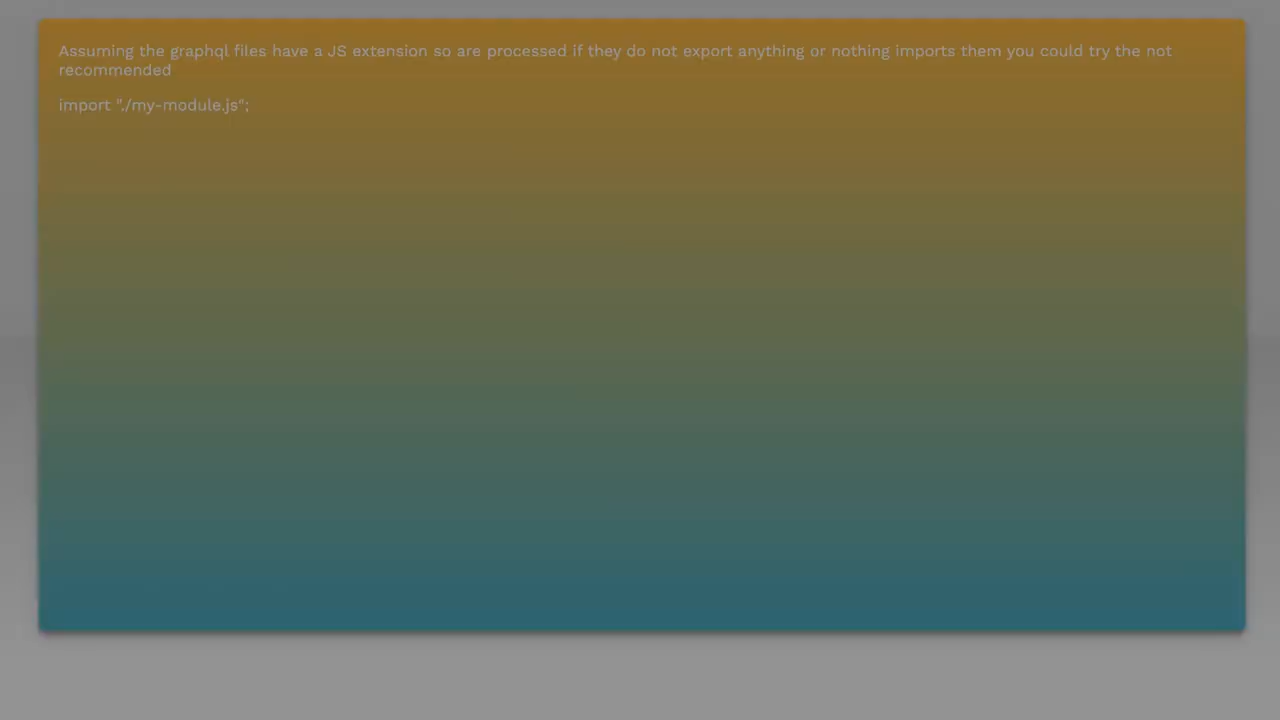 Assuming the graphql files have a JS extension so are processed if they do not export anything or nothing imports them you could try the not
recommended
import "./my-module.js";